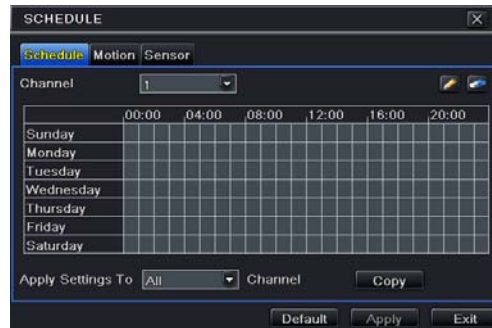 SCHEDULE
Schedule Motion Sensor
Channel 1
00:00 04:00 08:00 12:00 16:00 20:00
Sunday
Monday
Tuesday
Wednesday
Thursday
Friday
Saturday
Apply Settings To All Channel Copy
Default Apply Exit